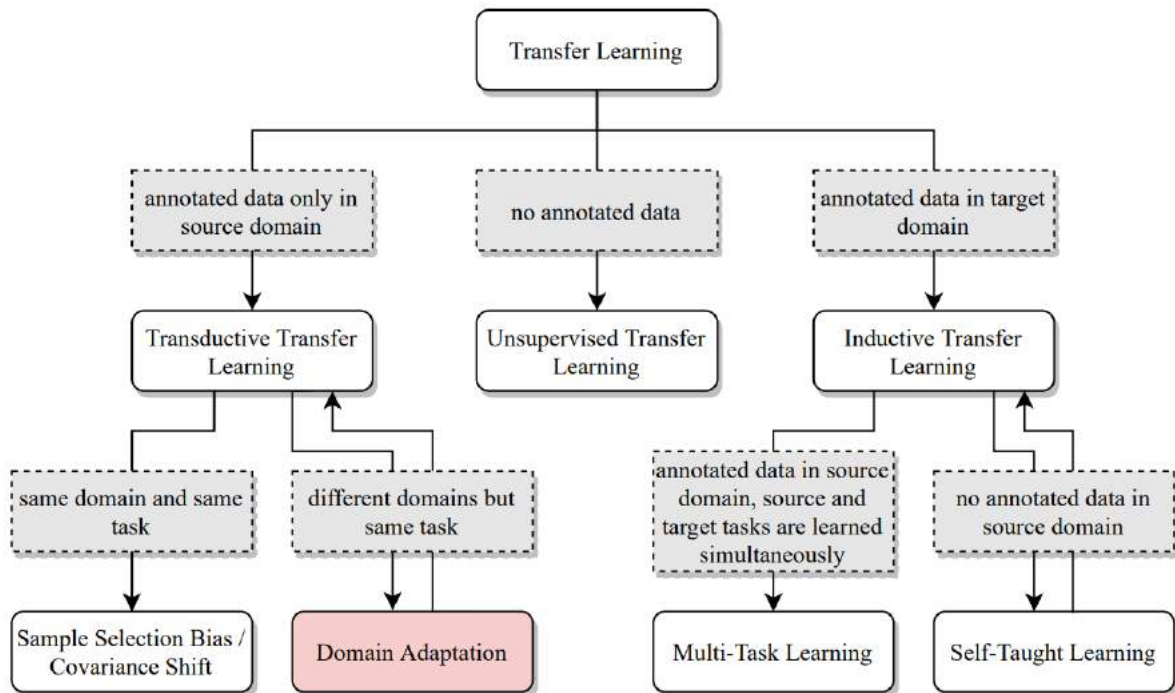 Transfer Learning
annotated data only in
source domain
no annotated data
annotated data in target
domain
Transductive Transfer
Learning
Unsupervised Transfer
Learning
Inductive Transfer
Learning
same domain and same
task
different domains but
same task
annotated data in source
domain, source and
target tasks are learned
simultaneously
no annotated data in
source domain
Sample Selection Bias /
Covariance Shift
Domain Adaptation
Multi-Task Learning
Self-Taught Learning